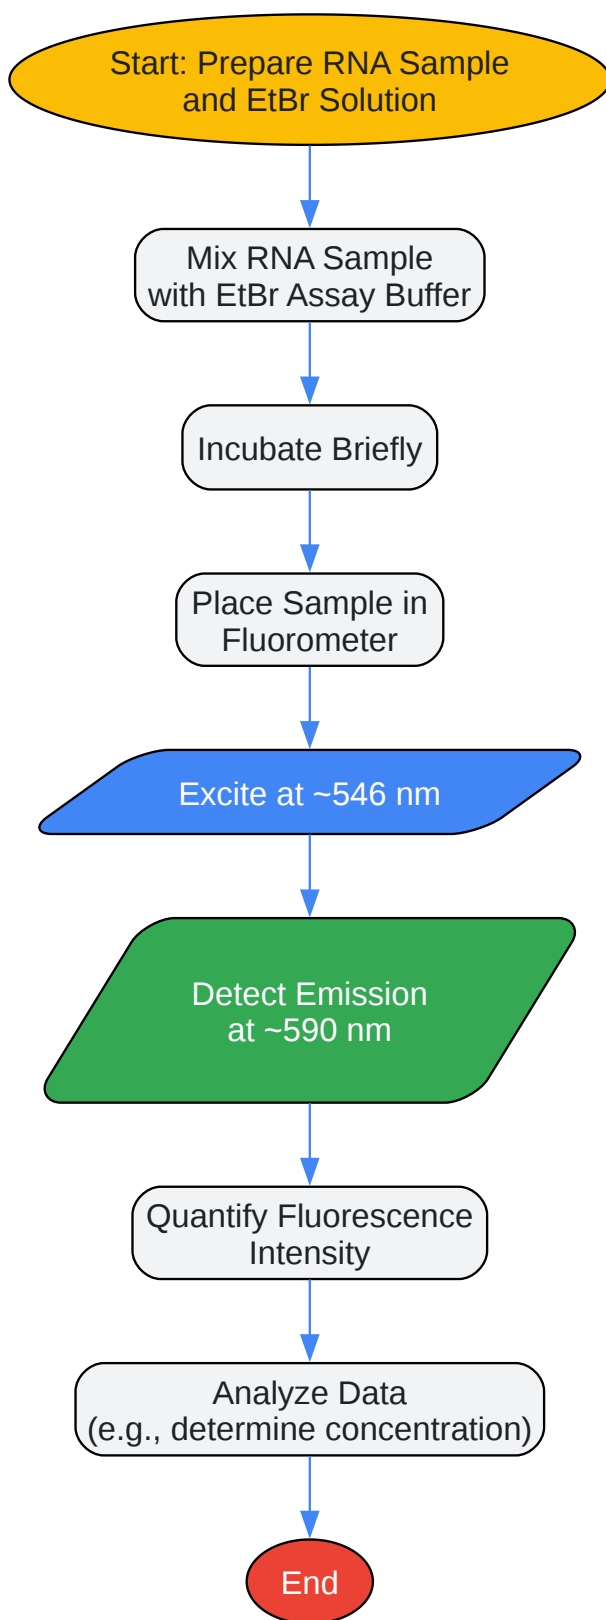 Start: Prepare RNA Sample
and EtBr Solution
Mix RNA Sample
with EtBr Assay Buffer
Incubate Briefly
Place Sample in
Fluorometer
Excite at ~546 nm
Detect Emission
at ~590 nm
Quantify Fluorescence
Intensity
Analyze Data
(e.g., determine concentration)
End